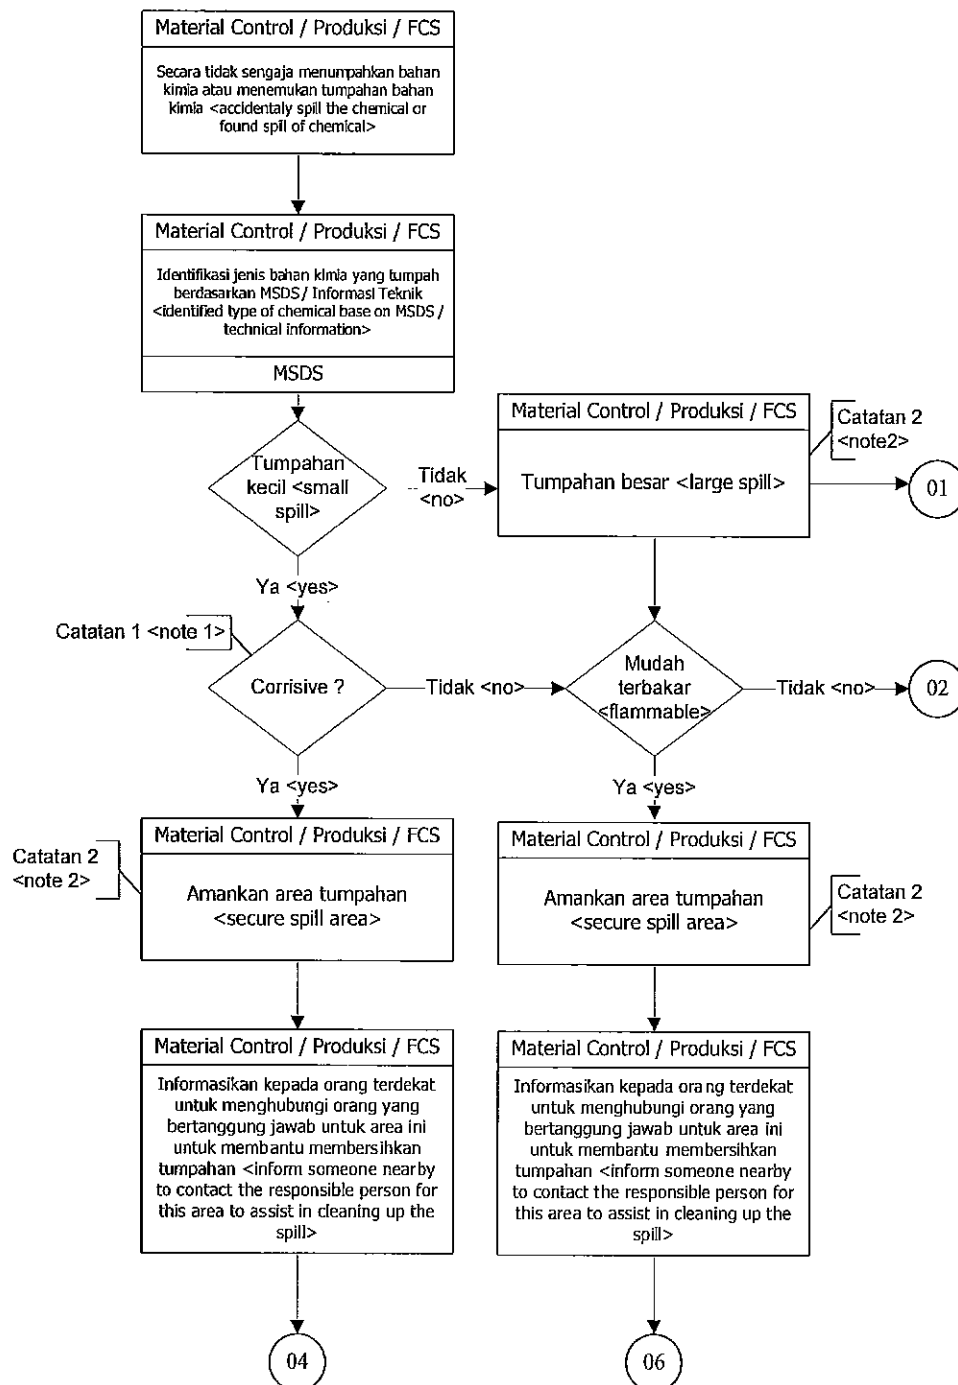 Material Control / Produksi / FCS
Secara tidak sengaja menumpahkan bahan
kimia atau menemukan tumpahan bahan
kimia <accidentaly spill the chemical or
found spil of chemical>
Material Control / Produksi / FCS
Identifikasi jenis bahan kimia yang tumpah
berdasarkan MSDS / Informasi Teknik
<identified type of chemical base on MSDS /
technical information>
MSDS
Tumpahan
kecil <small
spill>
Tidak
<no>
Material Control / Produksi / FCS
Tumpahan besar <large spill>
Catatan 2
<note2>
01
Ya <yes>
Catatan 1 <note 1>
Corrisive ?
Tidak <no>
Mudah
terbakar
<flammable>
Tidak <no>
02
Ya <yes>
Ya <yes>
Catatan 2
<note 2>
Material Control / Produksi / FCS
Amankan area tumpahan
<secure spill area>
Material Control / Produksi / FCS
Amankan area tumpahan
<secure spill area>
Catatan 2
<note 2>
Material Control / Produksi / FCS
Informasikan kepada orang terdekat
untuk menghubungi orang yang
bertanggung jawab untuk area ini
untuk membantu membersihkan
tumpahan <inform someone nearby
to contact the responsible person for
this area to assist in cleaning up the
spill>
Material Control / Produksi / FCS
Informasikan kepada orang terdekat
untuk menghubungi orang yang
bertanggung jawab untuk area ini
untuk membantu membersihkan
tumpahan <inform someone nearby
to contact the responsible person for
this area to assist in cleaning up the
spill>
04
06